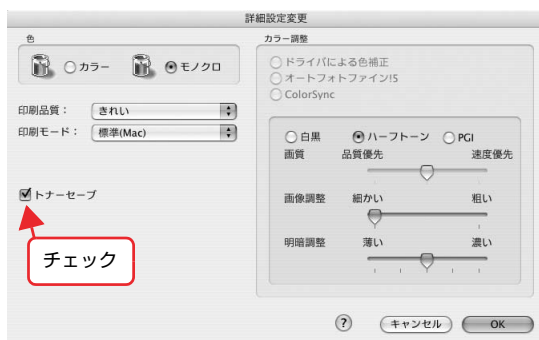 詳細設定変更
色
カラー
モノクロ
印刷品質：
きれい
印刷モード：
標準(Mac)
トナーセーブ
チェック
カラー調整
ドライバによる色補正
オートフォトファイン!5
ColorSync
白黒
ハーフトーン
PGI
画質
品質優先
速度優先
画像調整
細かい
粗い
明暗調整
薄い
濃い
?
キャンセル
OK